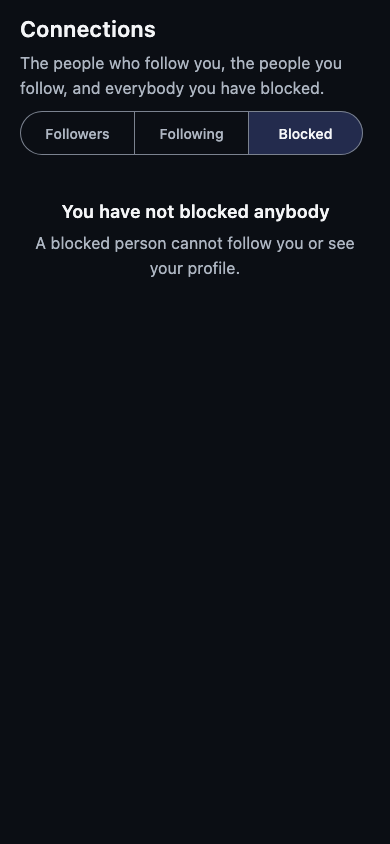 Connections
The people who follow you, the people you
follow, and everybody you have blocked.
Followers
Following
Blocked
You have not blocked anybody
A blocked person cannot follow you or see
your profile.